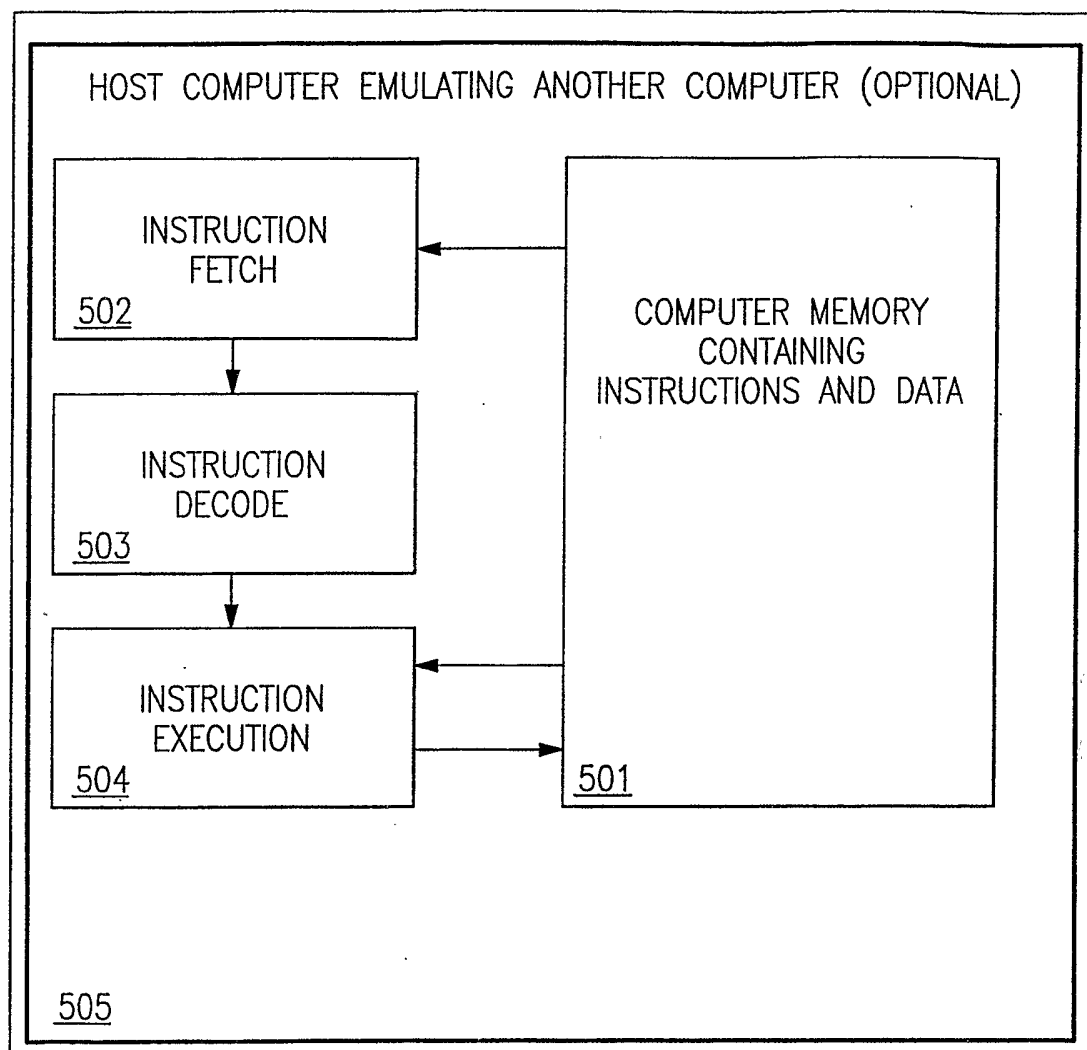 HOST COMPUTER EMULATING ANOTHER COMPUTER (OPTIONAL)
INSTRUCTION
FETCH
502
INSTRUCTION
DECODE
503
INSTRUCTION
EXECUTION
504
COMPUTER MEMORY
CONTAINING
INSTRUCTIONS AND DATA
501
505